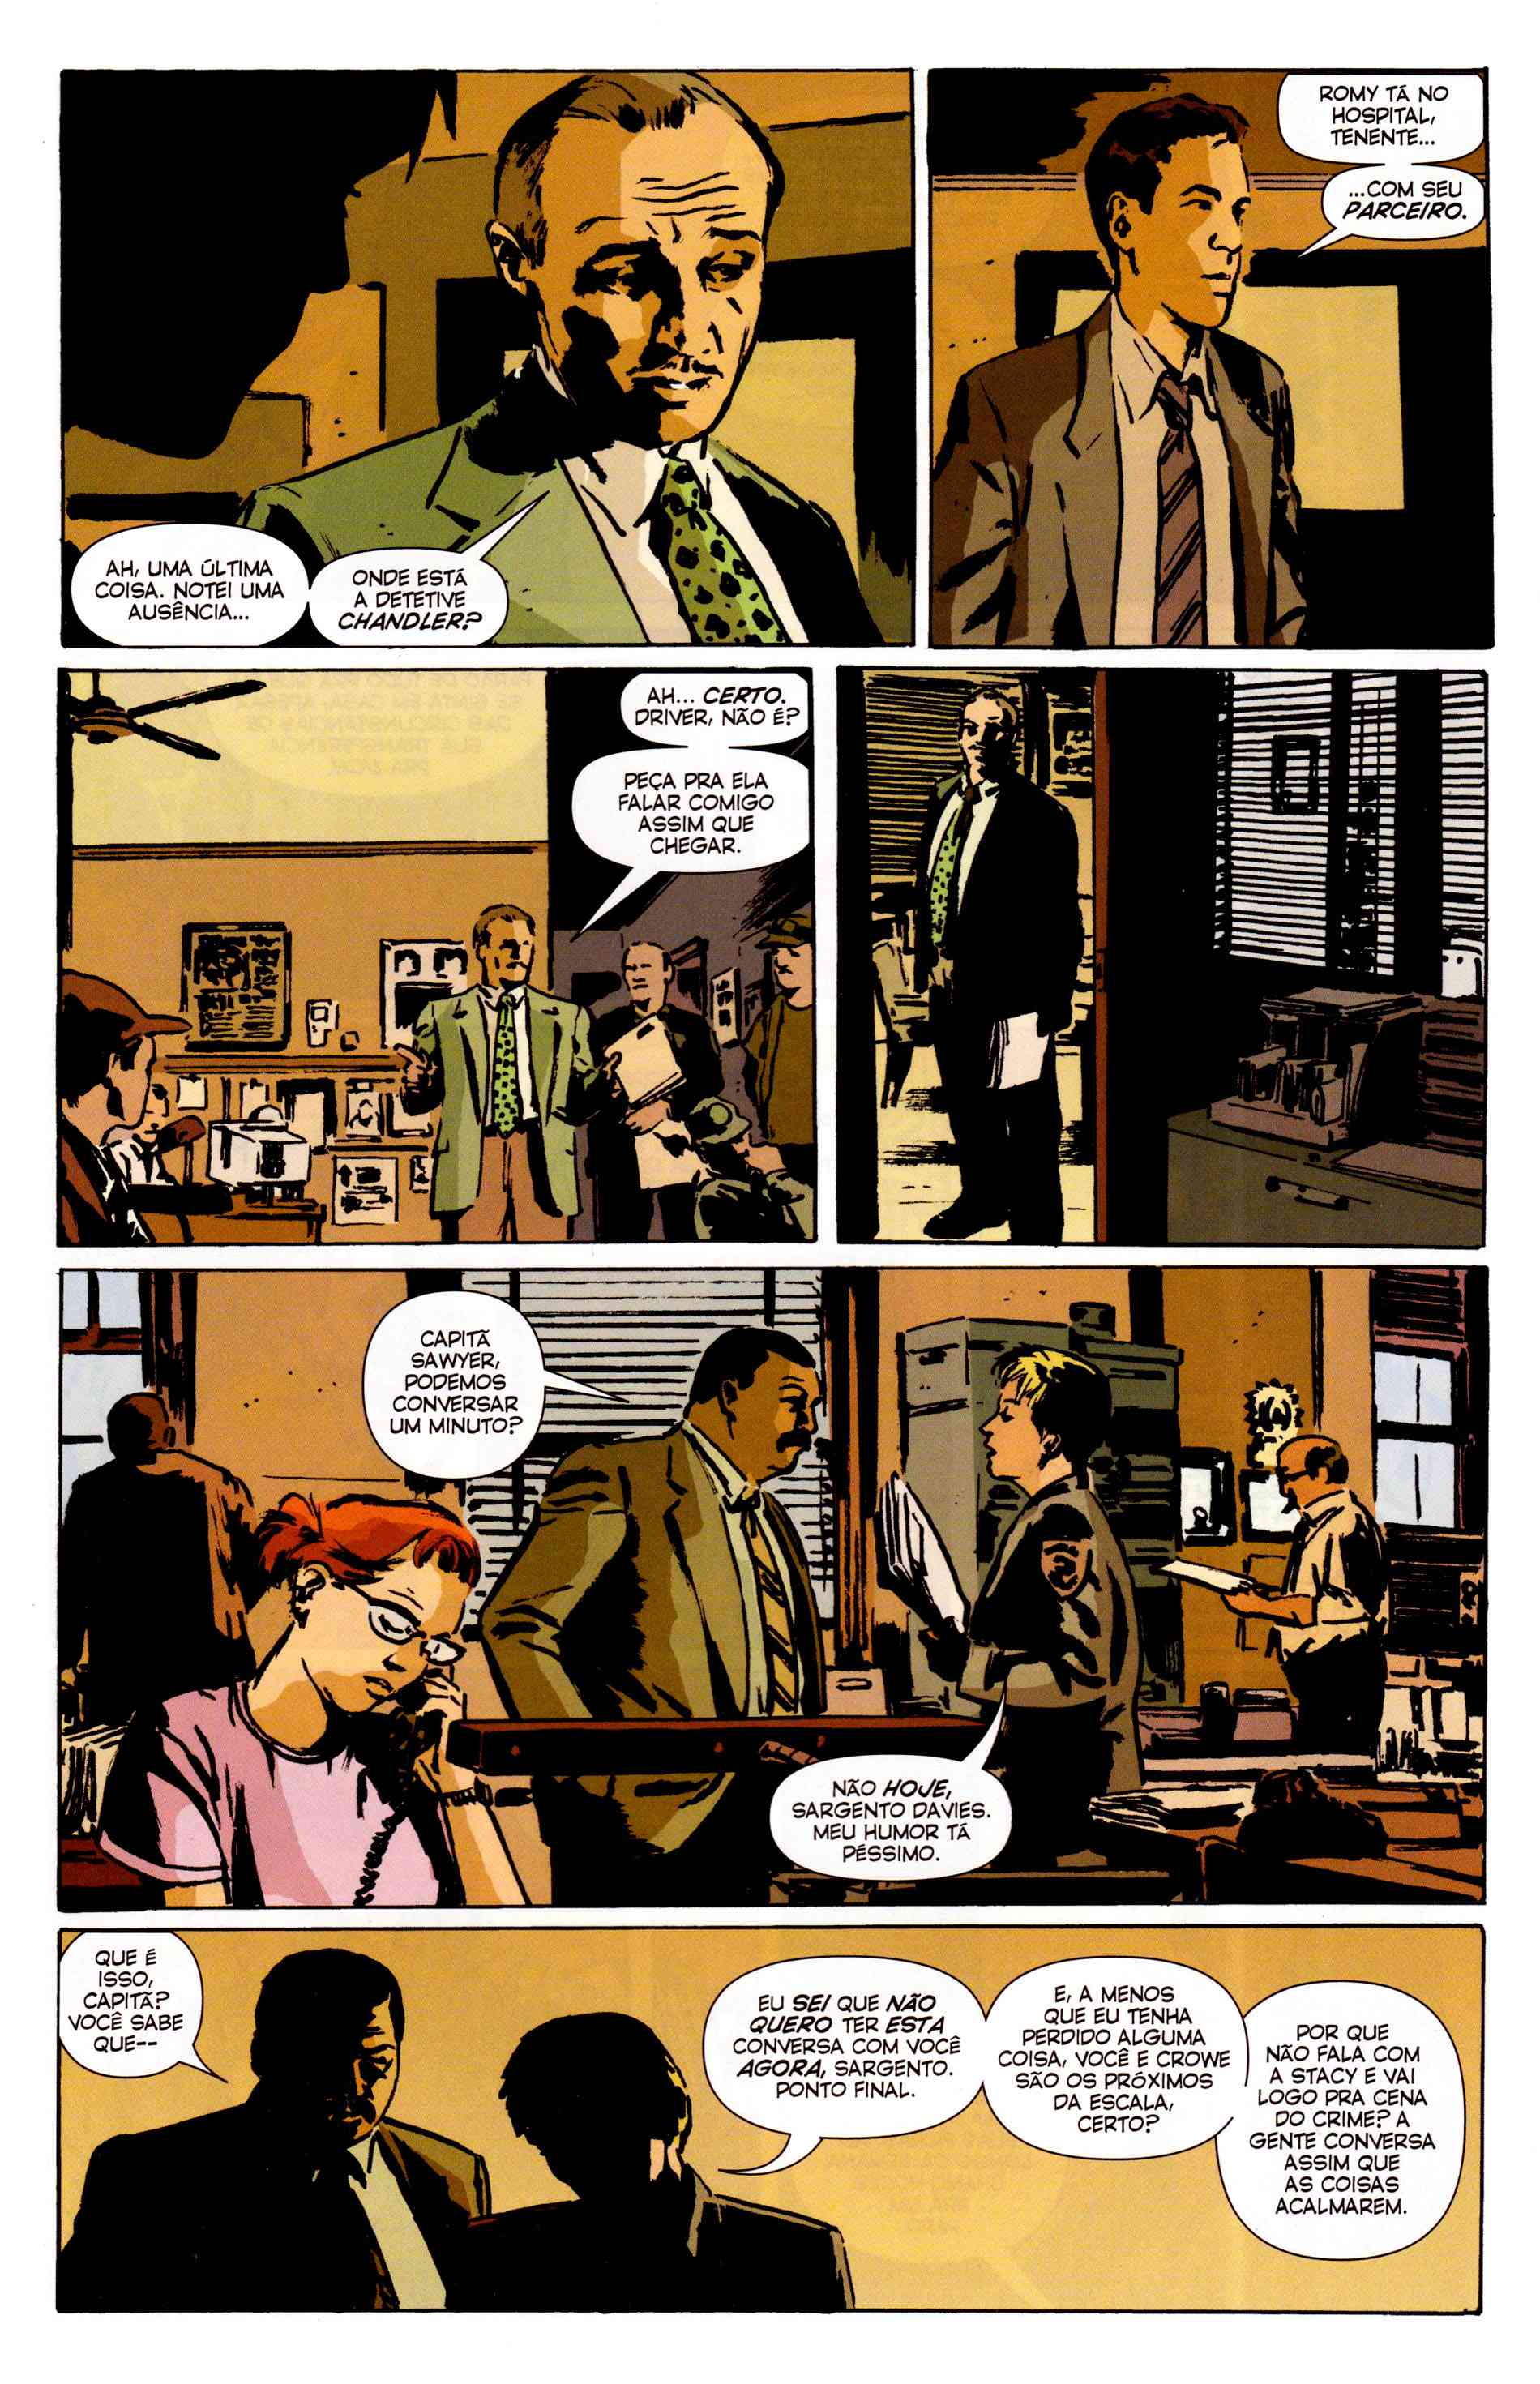 AH, UMA ÚLTIMA
COISA. NOTEI UMA
AUSÊNCIA...
ONDE ESTÁ
A DETETIVE
CHANDLER?
ROMY TÁ NO
HOSPITAL,
TENENTE...
...COM SEU
PARCEIRO.
AH... CERTO.
DRIVER, NÃO É?
PEÇA PRA ELA
FALAR COMIGO
ASSIM QUE
CHEGAR.
CAPITÃ
SAWYER,
PODEMOS
CONVERSAR
UM MINUTO?
NÃO HOJE,
SARGENTO DAVIES.
MEU HUMOR TÁ
PÉSSIMO.
QUE É
ISSO,
CAPITÃ?
VOCÊ SABE
QUE--
EU SEI QUE NÃO
QUERO TER ESTA
CONVERSA COM VOCÊ
AGORA, SARGENTO.
PONTO FINAL.
E, A MENOS
QUE EU TENHA
PERDIDO ALGUMA
COISA, VOCÊ E CROWE
SÃO OS PRÓXIMOS
DA ESCALA,
CERTO?
POR QUE
NÃO FALA COM
A STACY E VAI
LOGO PRA CENA
DO CRIME? A
GENTE CONVERSA
ASSIM QUE
AS COISAS
ACALMAREM.